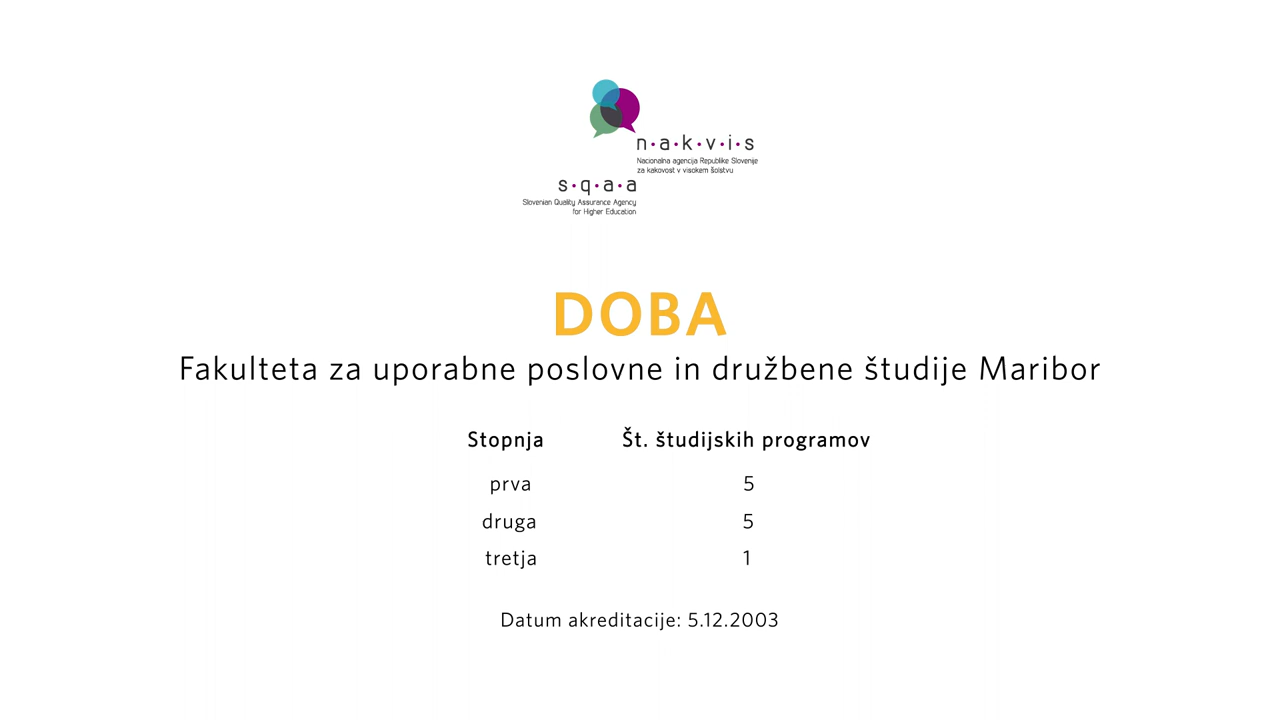 n·a·k·v·i·s
Nacionalna agencija Republike Slovenije
za kakovost v visokem šolstvu
s·q·a·a
Slovenian Quality Assurance Agency
for Higher Education
DOBA
Fakulteta za uporabne poslovne in družbene študije Maribor
Stopnja Št. študijskih programov
prva 5
druga 5
tretja 1
Datum akreditacije: 5.12.2003